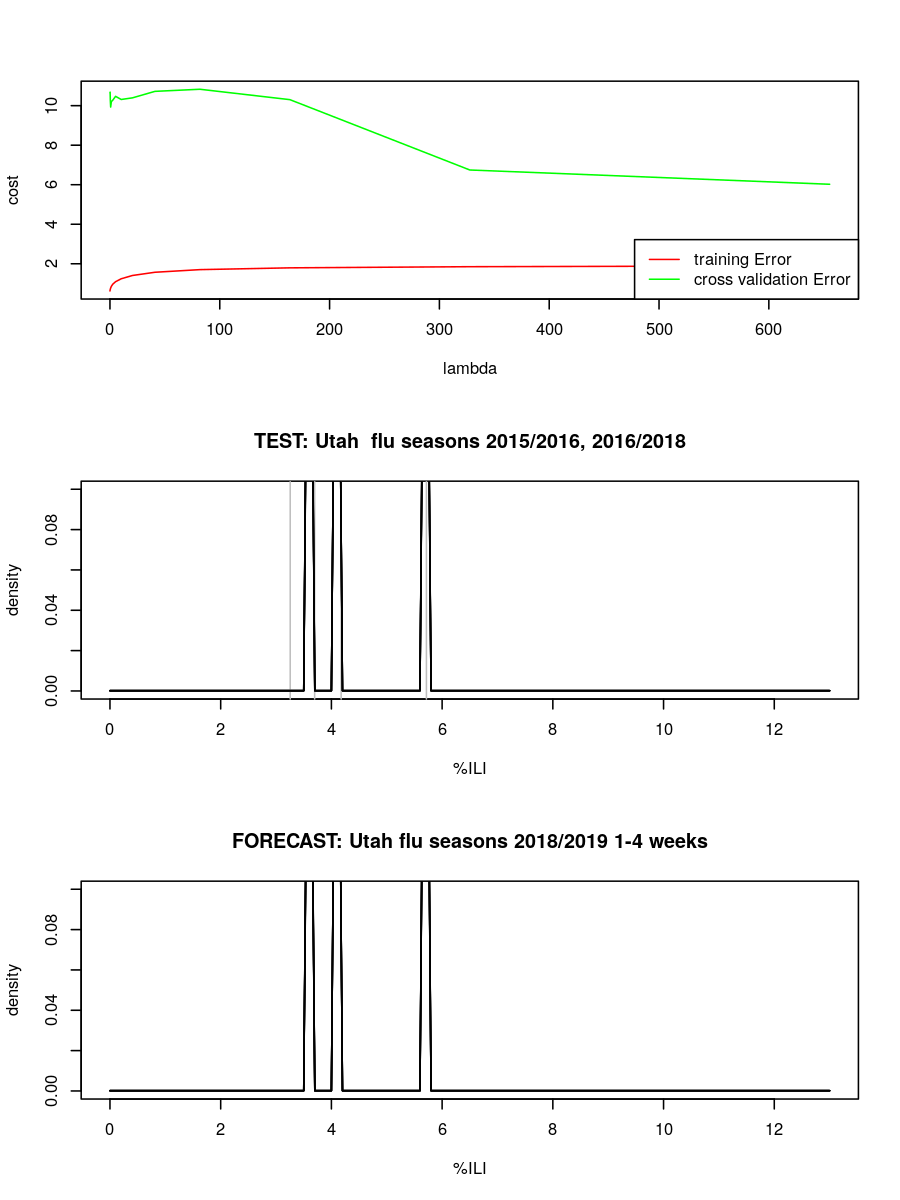 10
8
6
4
2
cost
training Error
cross validation Error
0 100 200 300 400 500 600
lambda
TEST: Utah  flu seasons 2015/2016, 2016/2018
0.08
0.04
0.00
density
0 2 4 6 8 10 12
%ILI
FORECAST: Utah flu seasons 2018/2019 1-4 weeks
0.08
0.04
0.00
density
0 2 4 6 8 10 12
%ILI